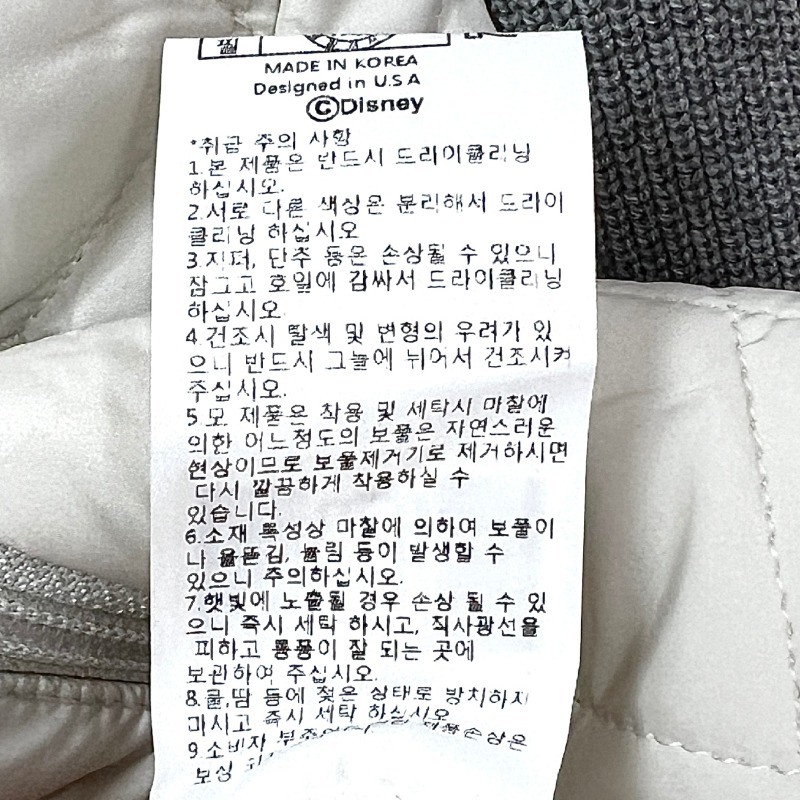 MADE IN KOREA
Designed in U.S.A
©Disney
*취급 주의 사항
1.본 제품은 반드시 드라이클리닝
하십시오.
2.서로 다른 색상은 분리해서 드라이
클리닝 하십시오
3.지퍼, 단추 등은 손상될 수 있으니
잠그고 호일에 감싸서 드라이클리닝
하십시오.
4.건조시 탈색 및 변형의 우려가 있
으니 반드시 그늘에 뉘어서 건조시켜
주십시오.
5.모 제품은 착용 및 세탁시 마찰에
의한 어느정도의 보풀은 자연스러운
현상이므로 보풀제거기로 제거하시면
다시 깔끔하게 착용하실 수
있습니다.
6.소재 특성상 마찰에 의하여 보풀이
나 올뜯김, 눌림 등이 발생할 수
있으니 주의하십시오.
7.햇빛에 노출될 경우 손상 될 수 있
으니 즉시 세탁 하시고, 직사광선을
피하고 통풍이 잘 되는 곳에
보관하여 주십시오.
8.물,땀 등에 젖은 상태로 방치하지
마시고 즉시 세탁 하십시오
9.소비자 제품손상은
보상